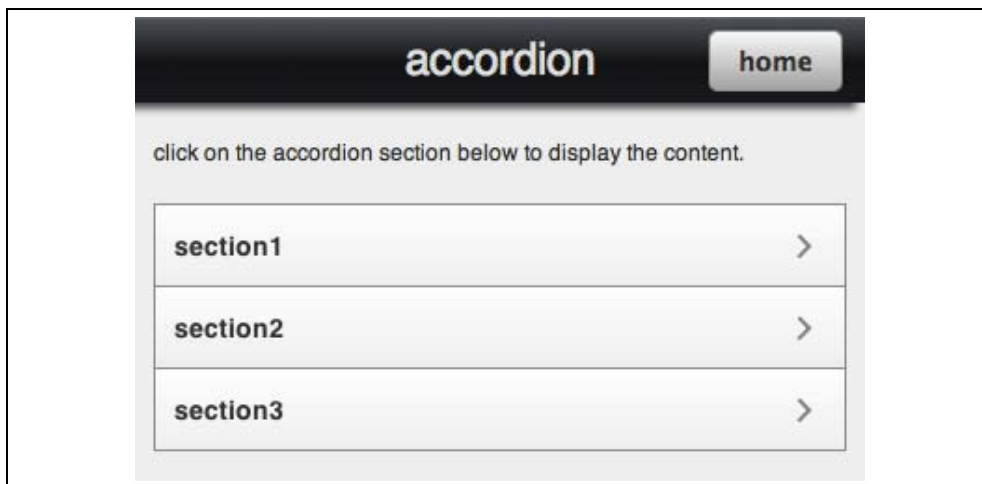 accordion
home
click on the accordion section below to display the content.
section1
section2
section3